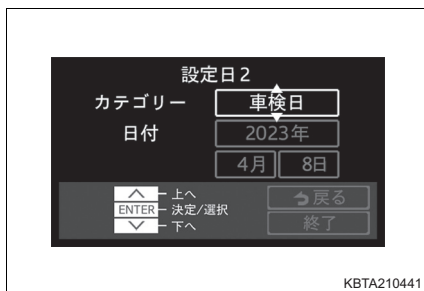 設定日2
カテゴリー 車検日
日付 2023年
4月 8日
上へ
ENTER 決定/選択
下へ
戻る
終了
KBTA210441